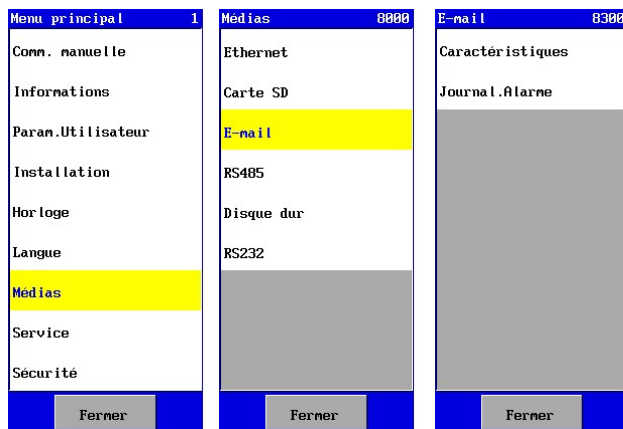 Menu principal 1
Comm. manuelle
Informations
Param.Utilisateur
Installation
Horloge
Langue
Médias
Service
Sécurité
Fermer
Médias 8000
Ethernet
Carte SD
E-mail
RS485
Disque dur
RS232
Fermer
E-mail 8300
Caractéristiques
Journal.Alarme
Fermer